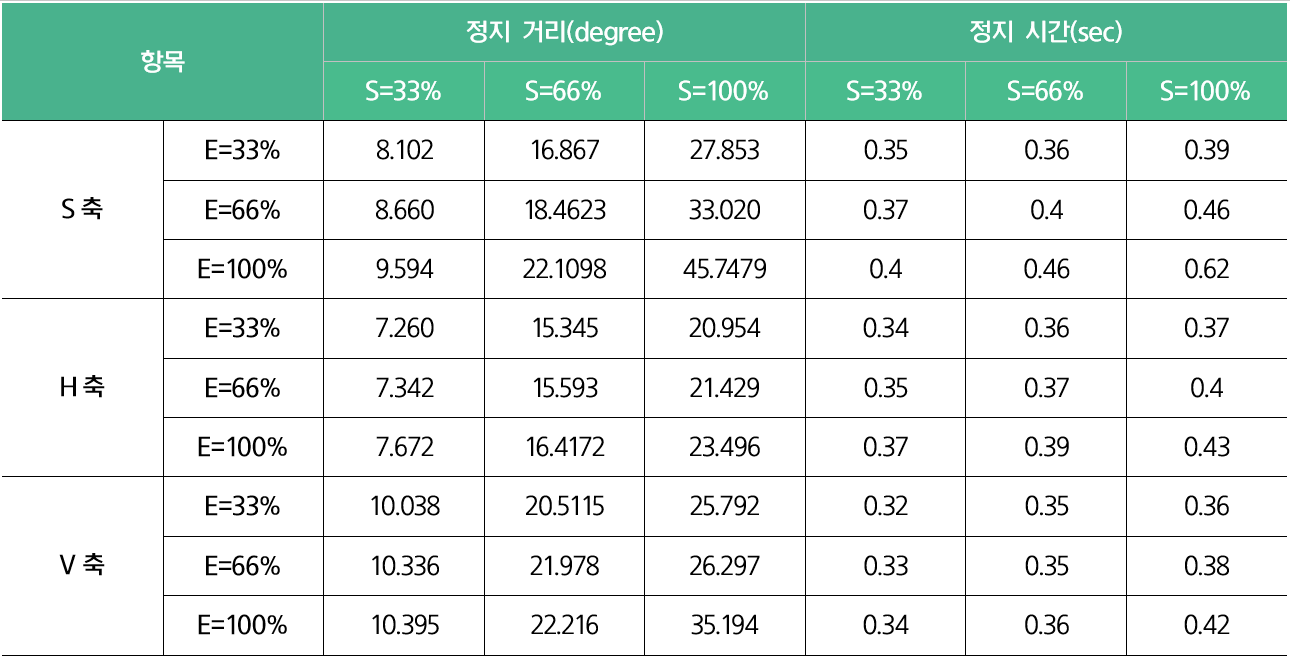 항목 정지 거리(degree) 정지 시간(sec)
S=33% S=66% S=100% S=33% S=66% S=100%
S 축 E=33% 8.102 16.867 27.853 0.35 0.36 0.39
E=66% 8.660 18.4623 33.020 0.37 0.4 0.46
E=100% 9.594 22.1098 45.7479 0.4 0.46 0.62
H 축 E=33% 7.260 15.345 20.954 0.34 0.36 0.37
E=66% 7.342 15.593 21.429 0.35 0.37 0.4
E=100% 7.672 16.4172 23.496 0.37 0.39 0.43
V 축 E=33% 10.038 20.5115 25.792 0.32 0.35 0.36
E=66% 10.336 21.978 26.297 0.33 0.35 0.38
E=100% 10.395 22.216 35.194 0.34 0.36 0.42